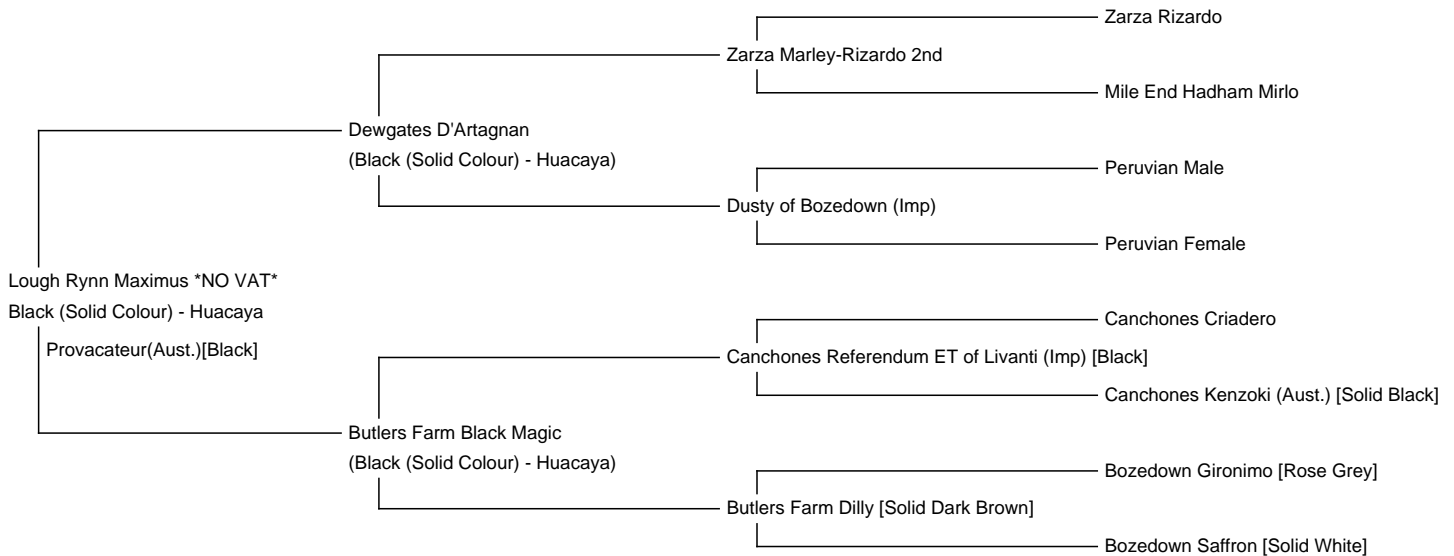 Zarza Rizardo
Zarza Marley-Rizardo 2nd
Mile End Hadham Mirlo
Dewgates D'Artagnan
(Black (Solid Colour) - Huacaya)
Peruvian Male
Dusty of Bozedown (Imp)
Peruvian Female
Lough Rynn Maximus *NO VAT*
Black (Solid Colour) - Huacaya
Provacateur(Aust.)[Black]
Canchones Criadero
Canchones Referendum ET of Livanti (Imp) [Black]
Canchones Kenzoki (Aust.) [Solid Black]
Butlers Farm Black Magic
(Black (Solid Colour) - Huacaya)
Bozedown Gironimo [Rose Grey]
Butlers Farm Dilly [Solid Dark Brown]
Bozedown Saffron [Solid White]